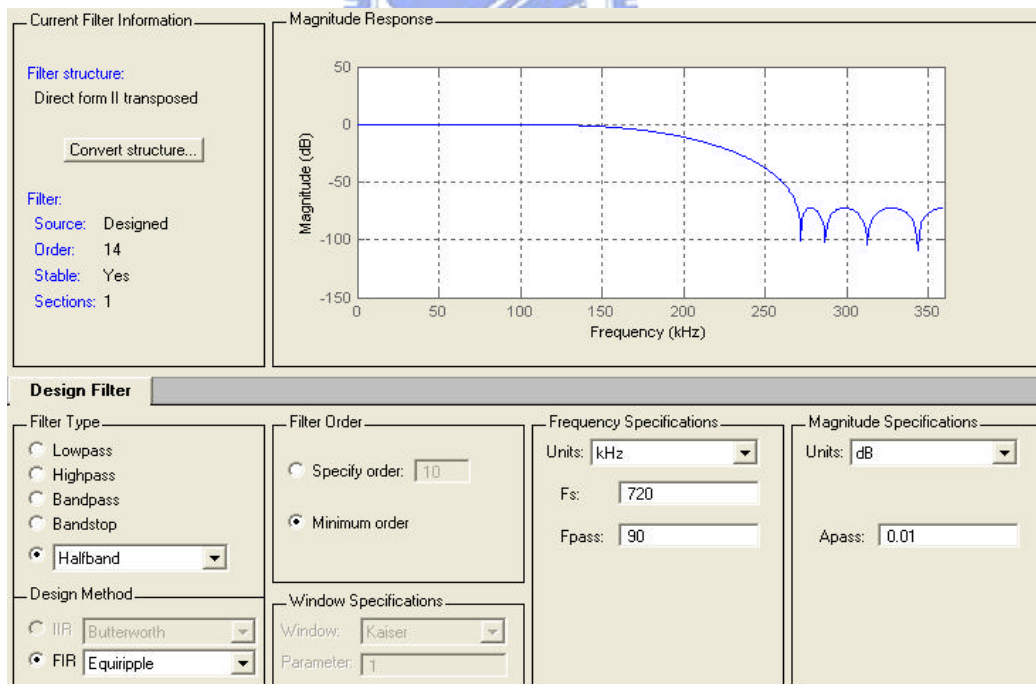 Current Filter Information
Filter structure:
Direct form II transposed
Convert structure...
Filter:
Source: Designed
Order: 14
Stable: Yes
Sections: 1
Magnitude Response
50
0
-50
-100
-150
Magnitude (dB)
0 50 100 150 200 250 300 350
Frequency (kHz)
Design Filter
Filter Type
Lowpass
Highpass
Bandpass
Bandstop
Halfband
Design Method
IIR Butterworth
FIR Equiripple
Filter Order
Specify order: 10
Minimum order
Window Specifications
Window: Kaiser
Parameter: 1
Frequency Specifications
Units: kHz
Fs: 720
Fpass: 90
Magnitude Specifications
Units: dB
Apass: 0.01